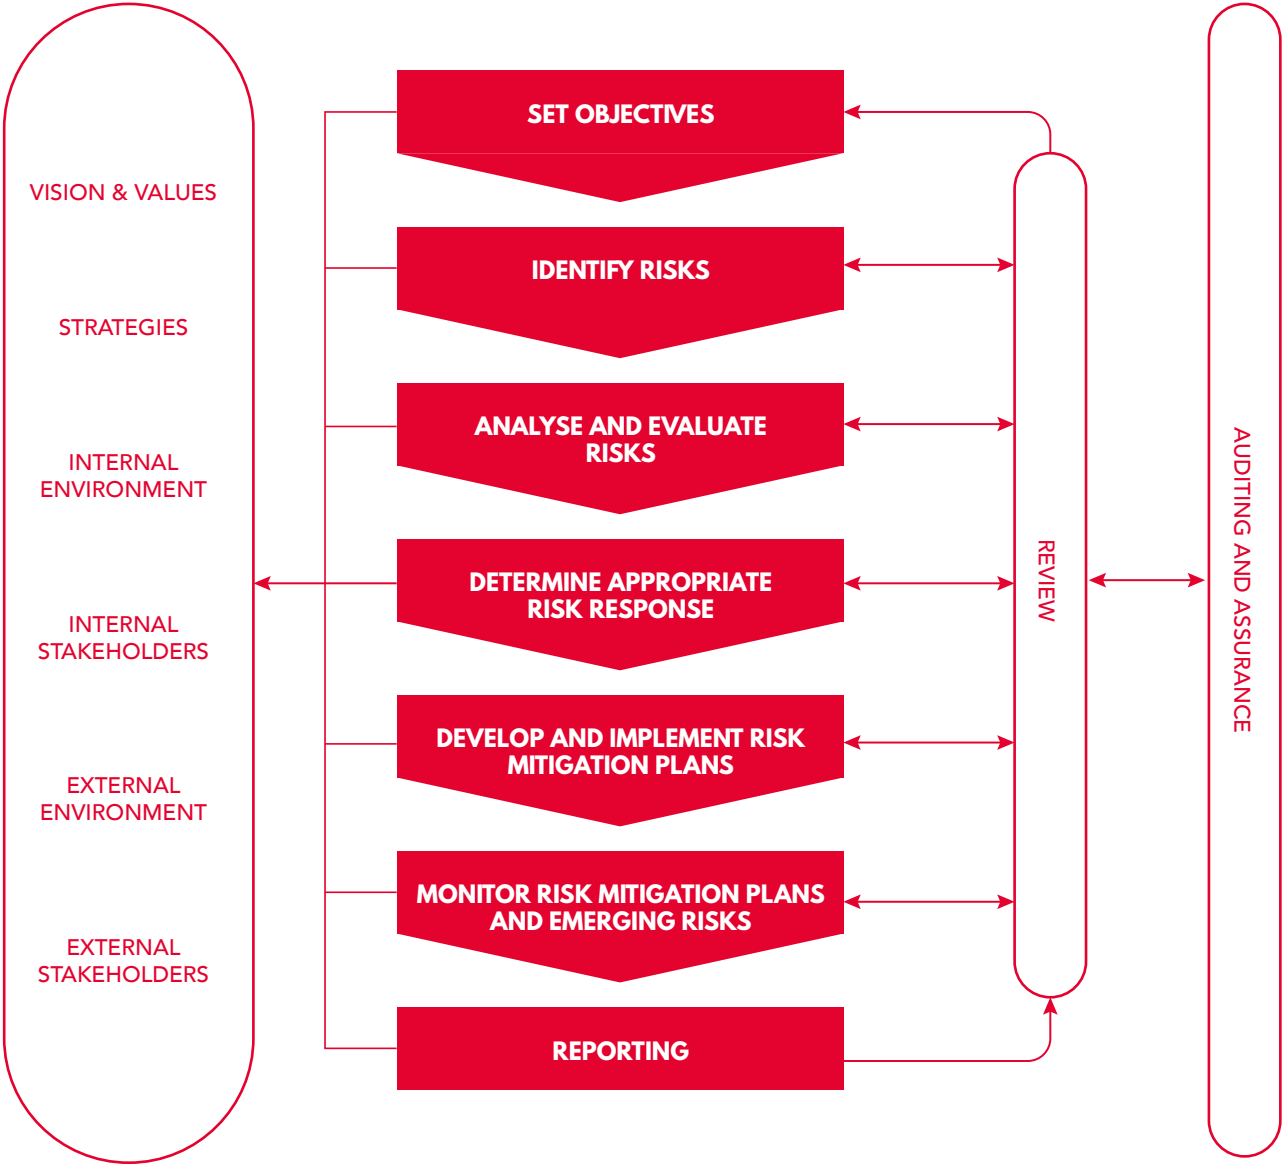 VISION & VALUES
STRATEGIES
INTERNAL
ENVIRONMENT
INTERNAL
STAKEHOLDERS
EXTERNAL
ENVIRONMENT
EXTERNAL
STAKEHOLDERS
SET OBJECTIVES
IDENTIFY RISKS
ANALYSE AND EVALUATE
RISKS
DETERMINE APPROPRIATE
RISK RESPONSE
DEVELOP AND IMPLEMENT RISK
MITIGATION PLANS
MONITOR RISK MITIGATION PLANS
AND EMERGING RISKS
REPORTING
REVIEW
AUDITING AND ASSURANCE